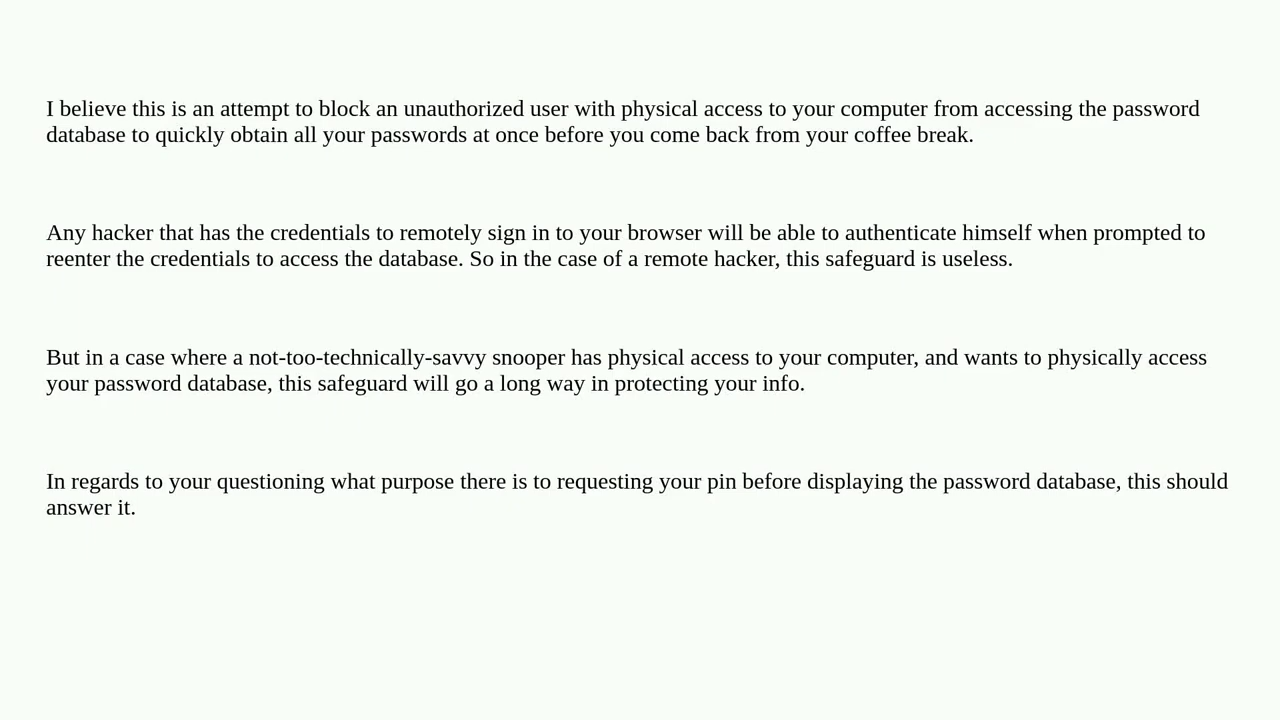 I believe this is an attempt to block an unauthorized user with physical access to your computer from accessing the password
database to quickly obtain all your passwords at once before you come back from your coffee break.
Any hacker that has the credentials to remotely sign in to your browser will be able to authenticate himself when prompted to
reenter the credentials to access the database. So in the case of a remote hacker, this safeguard is useless.
But in a case where a not-too-technically-savvy snooper has physical access to your computer, and wants to physically access
your password database, this safeguard will go a long way in protecting your info.
In regards to your questioning what purpose there is to requesting your pin before displaying the password database, this should
answer it.